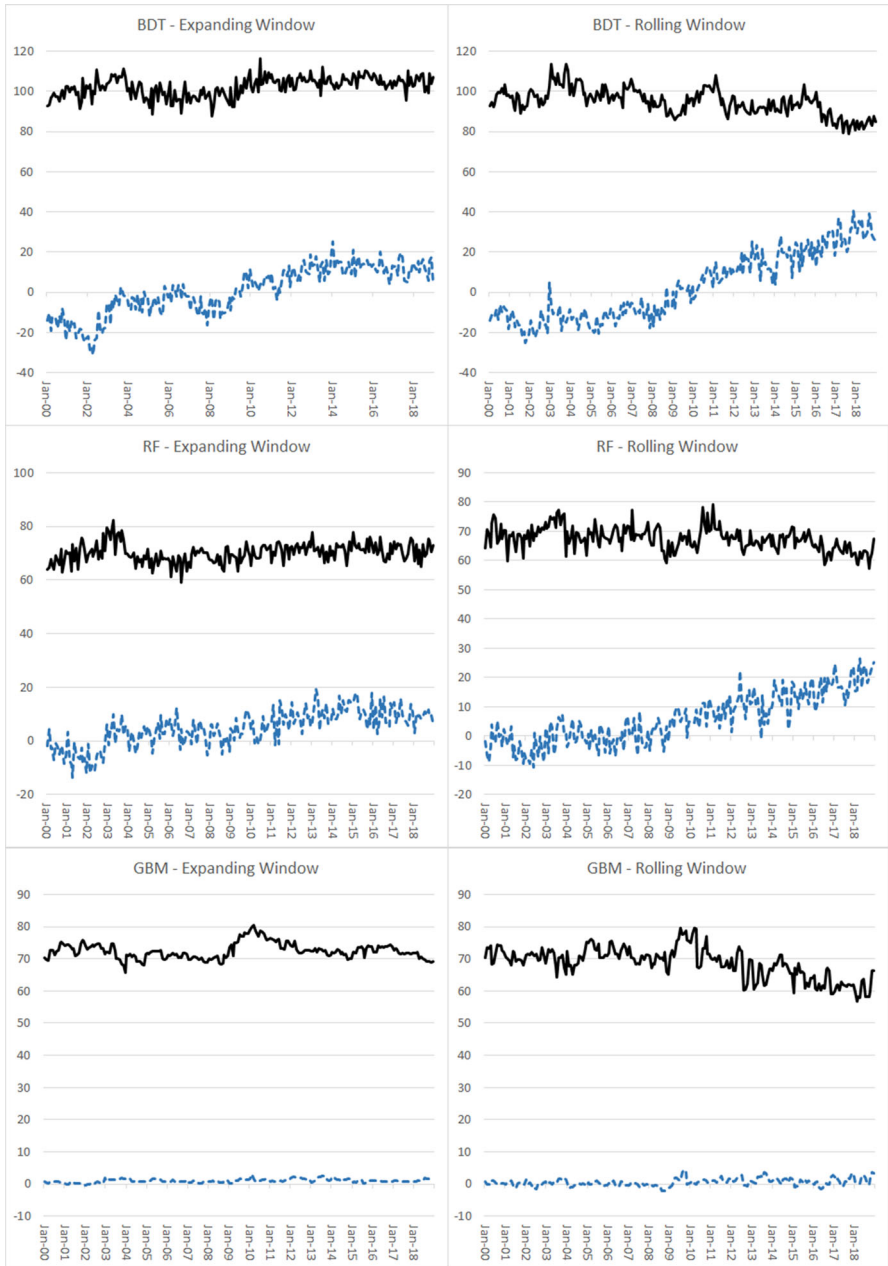 BDT - Expanding Window
120
100
80
60
40
20
0
-20
-40
Jan-00
Jan-02
Jan-04
Jan-06
Jan-08
Jan-10
Jan-12
Jan-14
Jan-16
Jan-18
BDT - Rolling Window
120
100
80
60
40
20
0
-20
-40
Jan-00
Jan-01
Jan-02
Jan-03
Jan-04
Jan-05
Jan-06
Jan-07
Jan-08
Jan-09
Jan-10
Jan-11
Jan-12
Jan-13
Jan-14
Jan-15
Jan-16
Jan-17
Jan-18
RF - Expanding Window
100
80
60
40
20
0
-20
Jan-00
Jan-01
Jan-02
Jan-03
Jan-04
Jan-05
Jan-06
Jan-07
Jan-08
Jan-09
Jan-10
Jan-11
Jan-12
Jan-13
Jan-14
Jan-15
Jan-16
Jan-17
Jan-18
RF - Rolling Window
90
80
70
60
50
40
30
20
10
0
-10
-20
Jan-00
Jan-01
Jan-02
Jan-03
Jan-04
Jan-05
Jan-06
Jan-07
Jan-08
Jan-09
Jan-10
Jan-11
Jan-12
Jan-13
Jan-14
Jan-15
Jan-16
Jan-17
Jan-18
GBM - Expanding Window
90
80
70
60
50
40
30
20
10
0
-10
Jan-00
Jan-01
Jan-02
Jan-03
Jan-04
Jan-05
Jan-06
Jan-07
Jan-08
Jan-09
Jan-10
Jan-11
Jan-12
Jan-13
Jan-14
Jan-15
Jan-16
Jan-17
Jan-18
GBM - Rolling Window
90
80
70
60
50
40
30
20
10
0
-10
Jan-00
Jan-01
Jan-02
Jan-03
Jan-04
Jan-05
Jan-06
Jan-07
Jan-08
Jan-09
Jan-10
Jan-11
Jan-12
Jan-13
Jan-14
Jan-15
Jan-16
Jan-17
Jan-18